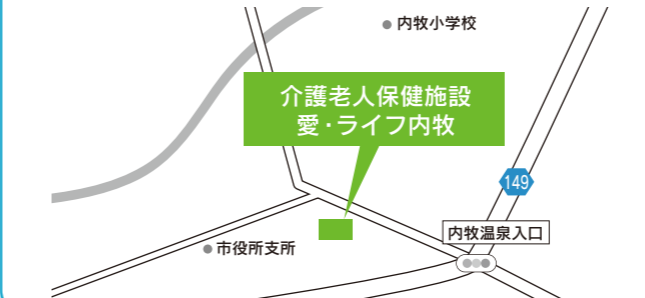 内牧小学校
介護老人保健施設
愛・ライフ内牧
149
内牧温泉入口
市役所支所